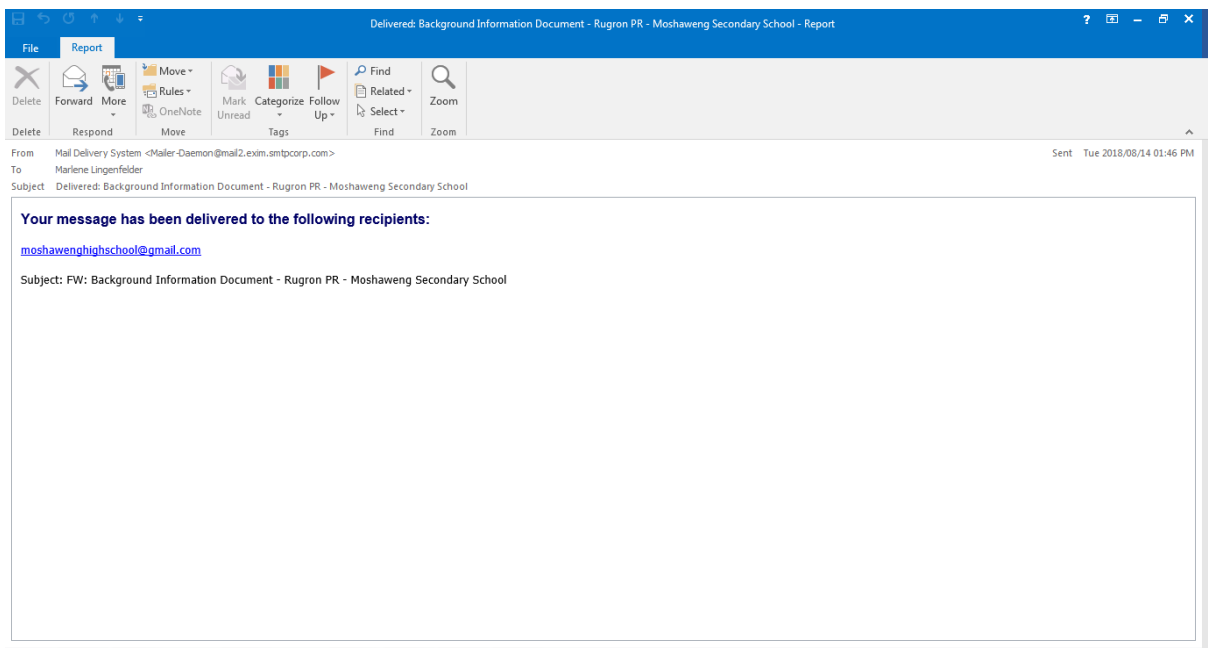 Delivered: Background Information Document - Rugron PR - Moshaweng Secondary School - Report
?
File Report
Delete Forward More Move Rules OneNote Mark Unread Categorize Follow Up Find Related Select Zoom
Delete Respond Move Tags Find Zoom
From Mail Delivery System <Mailer-Daemon@mail2.exim.smtpcorp.com> Sent Tue 2018/08/14 01:46 PM
To Marlene Lingenfelder
Subject Delivered: Background Information Document - Rugron PR - Moshaweng Secondary School
Your message has been delivered to the following recipients:
moshawenghighschool@gmail.com
Subject: FW: Background Information Document - Rugron PR - Moshaweng Secondary School